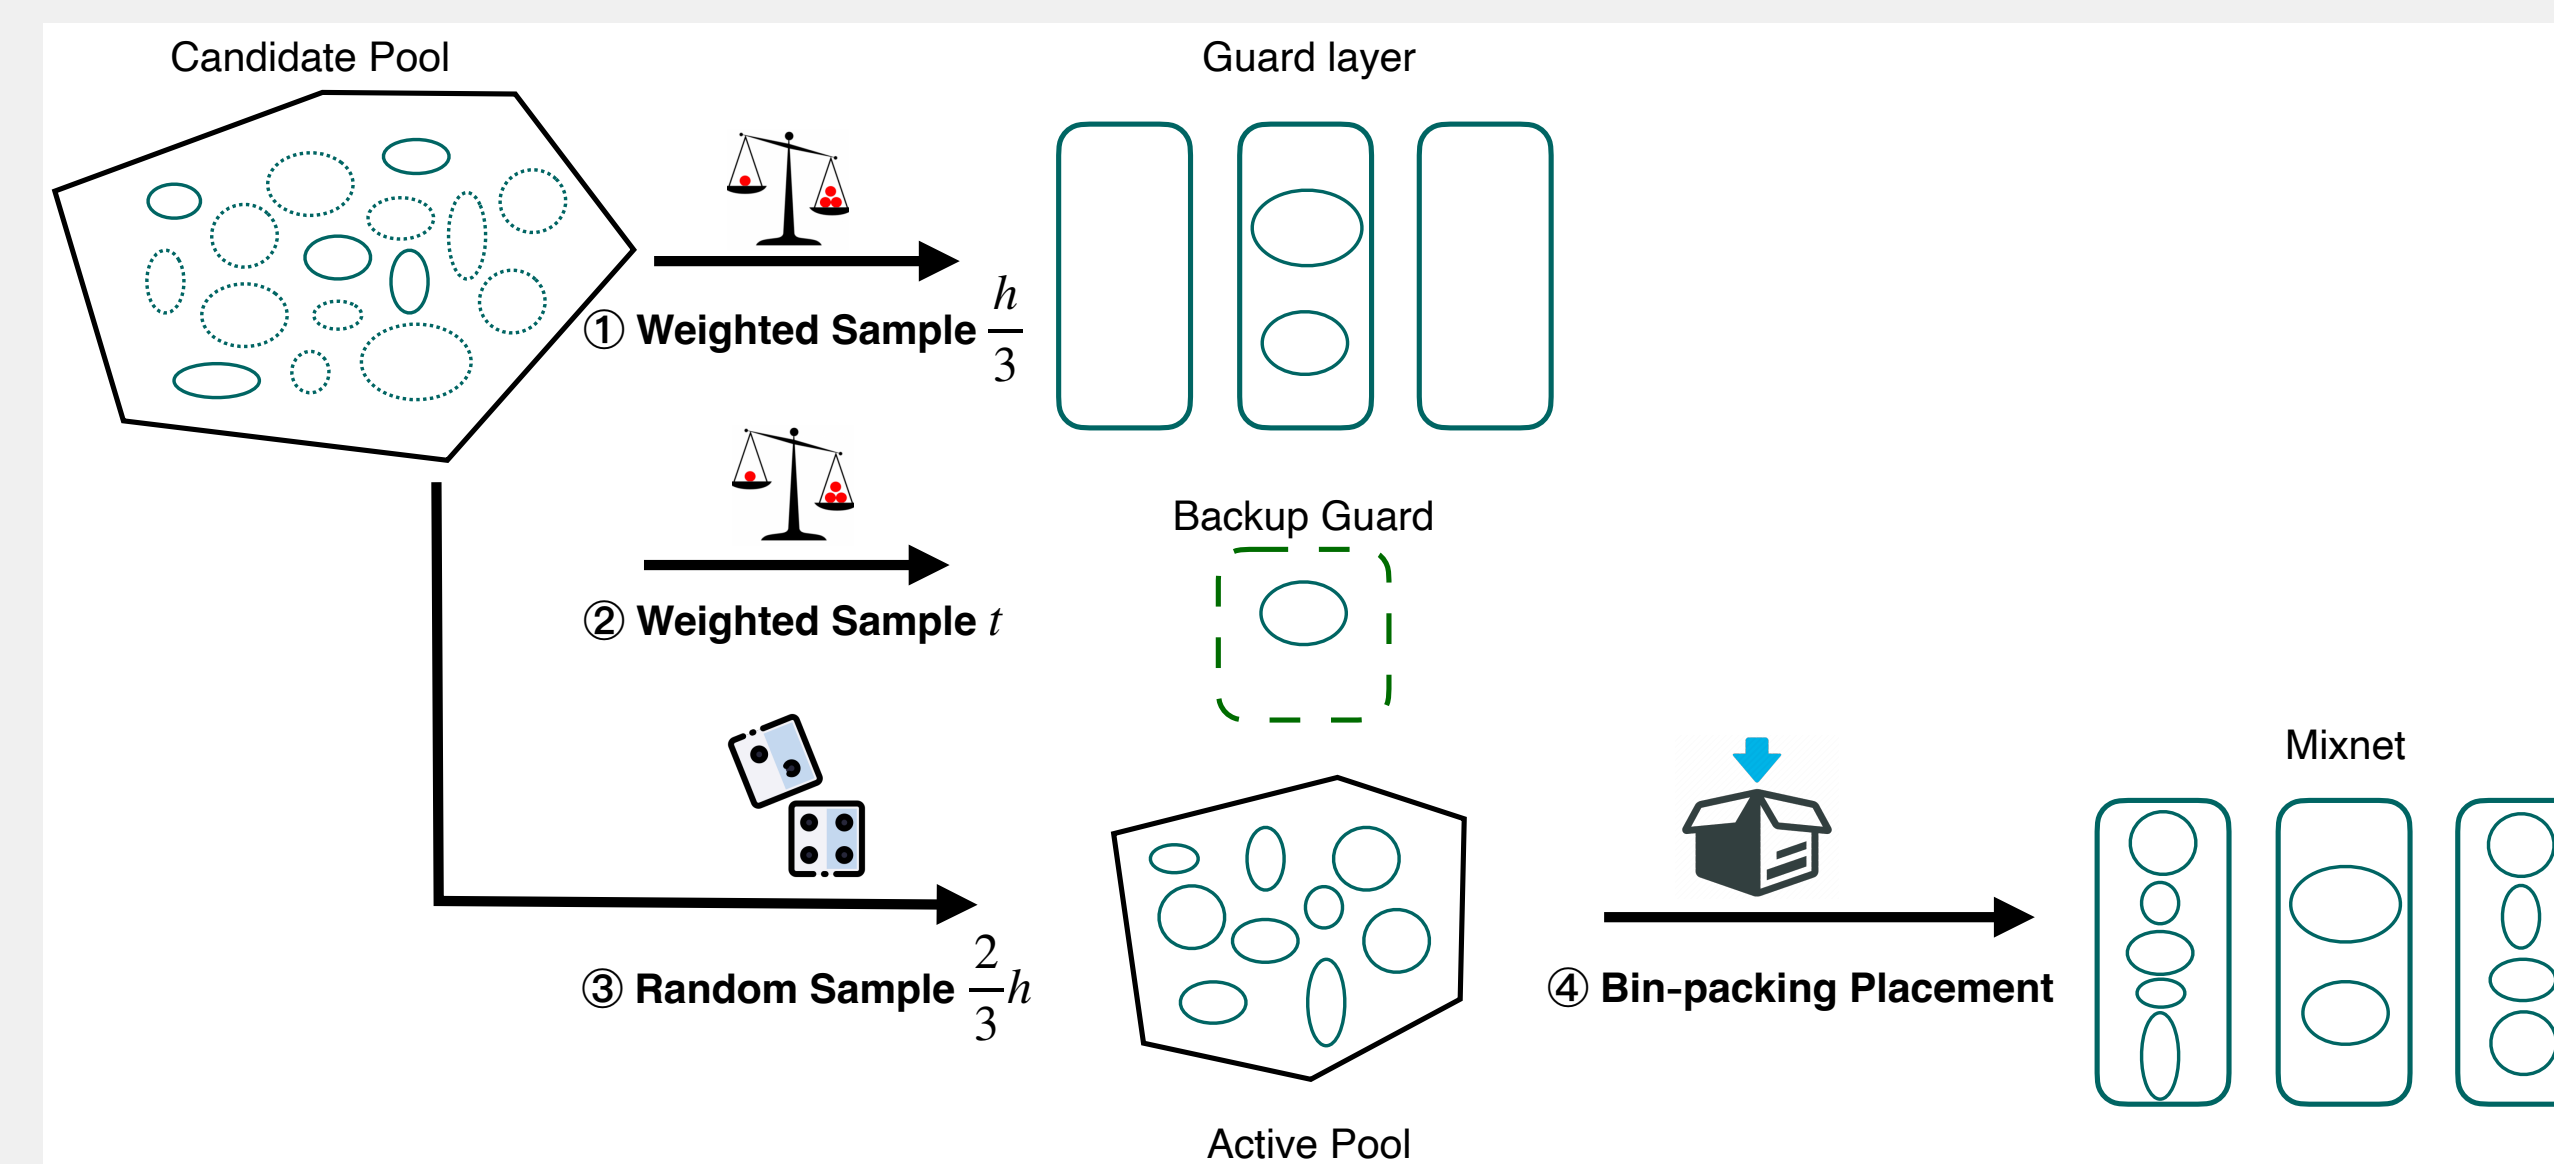 Candidate Pool
Guard layer
① Weighted Sample h/3
Backup Guard
② Weighted Sample t
Mixnet
③ Random Sample 2/3 h
④ Bin-packing Placement
Active Pool